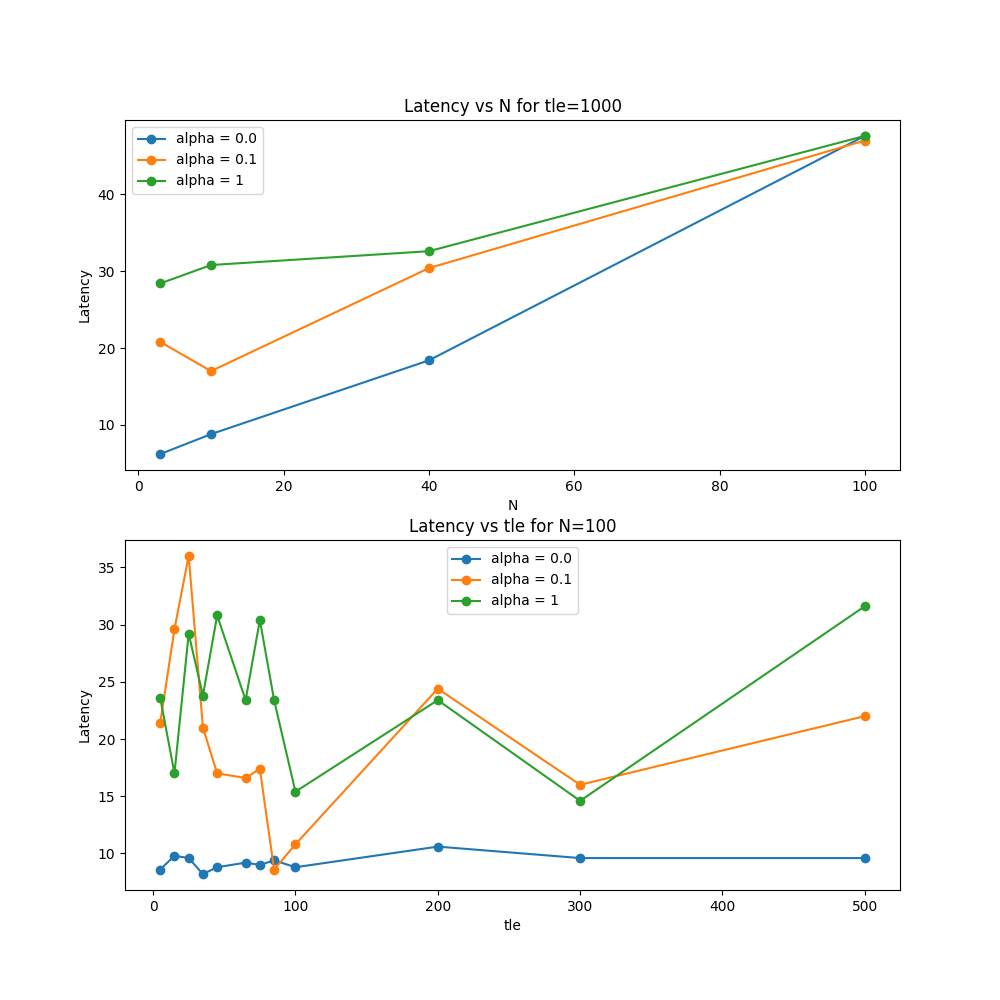 Latency vs N for tle=1000
alpha = 0.0
alpha = 0.1
alpha = 1
Latency
40
30
20
10
0 20 40 60 80 100
N
Latency vs tle for N=100
alpha = 0.0
alpha = 0.1
alpha = 1
Latency
35
30
25
20
15
10
0 100 200 300 400 500
tle